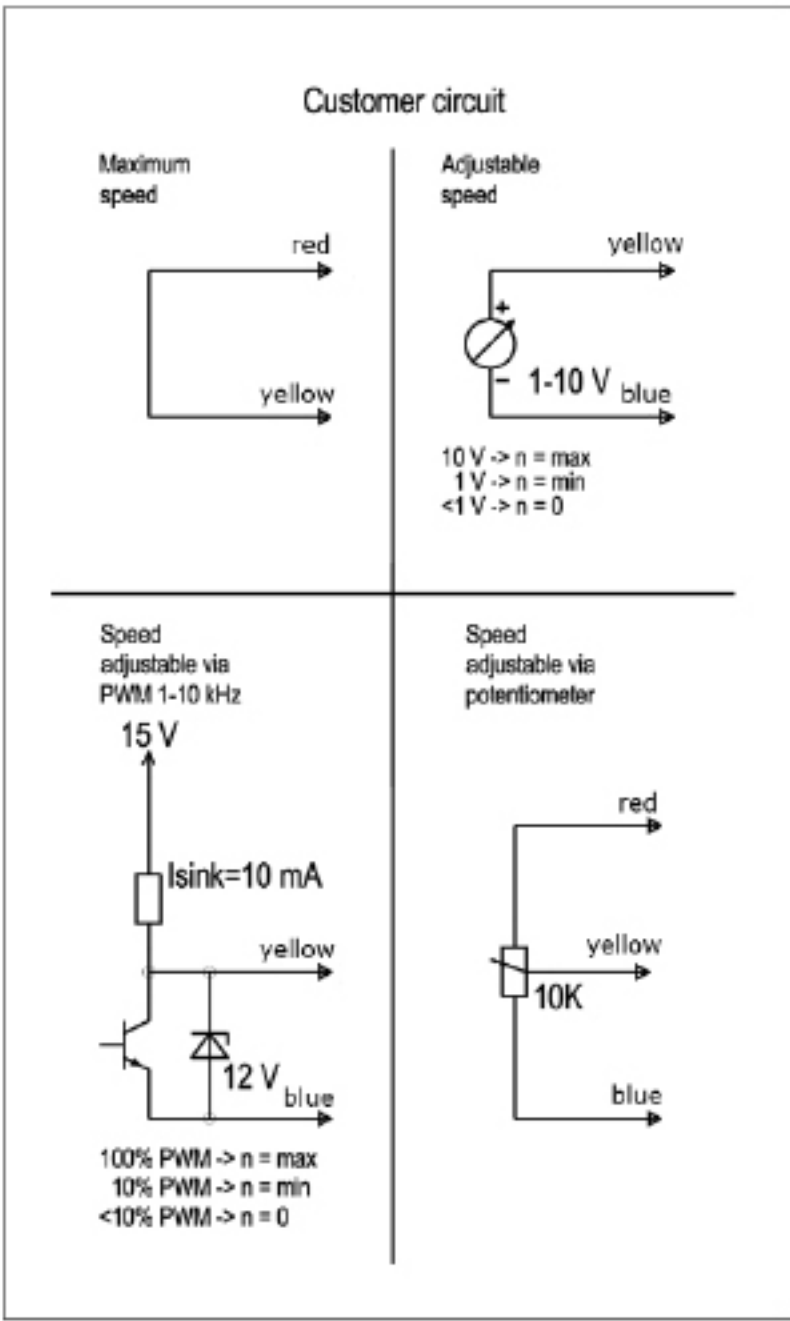 Customer circuit
Maximum
speed
red
yellow
Adjustable
speed
yellow
+
-
1-10 V
blue
10 V -> n = max
1 V -> n = min
<1 V -> n = 0
Speed
adjustable via
PWM 1-10 kHz
15 V
Isink=10 mA
yellow
12 V
blue
100% PWM -> n = max
10% PWM -> n = min
<10% PWM -> n = 0
Speed
adjustable via
potentiometer
red
yellow
10K
blue